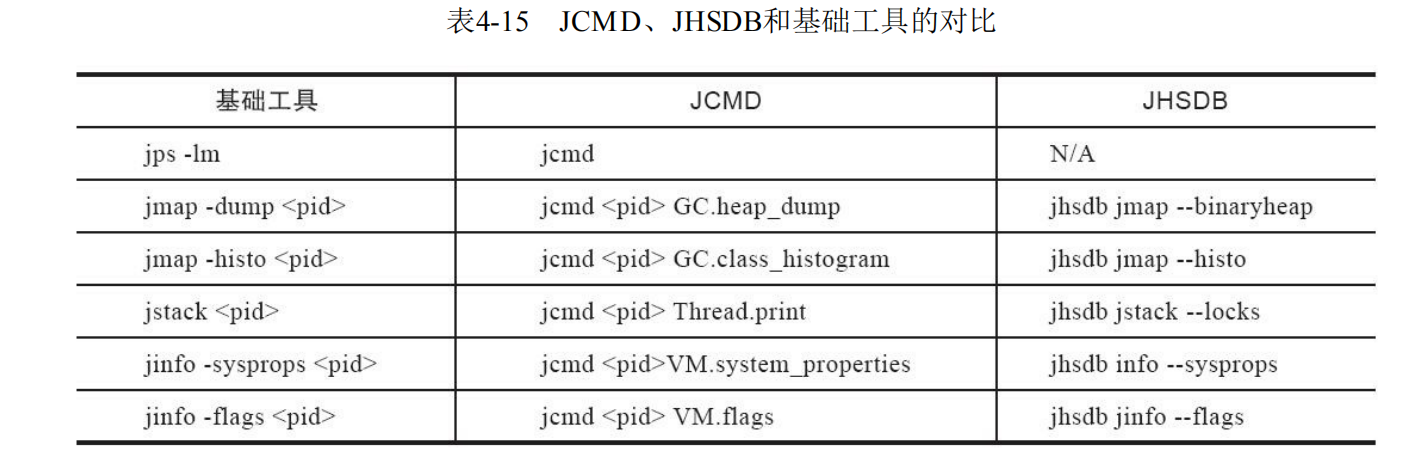 表4-15 JCMD、JHSDB和基础工具的对比
基础工具 JCMD JHSDB
jps -lm jcmd N/A
jmap -dump <pid> jcmd <pid> GC.heap_dump jhsdb jmap --binaryheap
jmap -histo <pid> jcmd <pid> GC.class_histogram jhsdb jmap --histo
jstack <pid> jcmd <pid> Thread.print jhsdb jstack --locks
jinfo -sysprops <pid> jcmd <pid>VM.system_properties jhsdb info --sysprops
jinfo -flags <pid> jcmd <pid> VM.flags jhsdb jinfo --flags